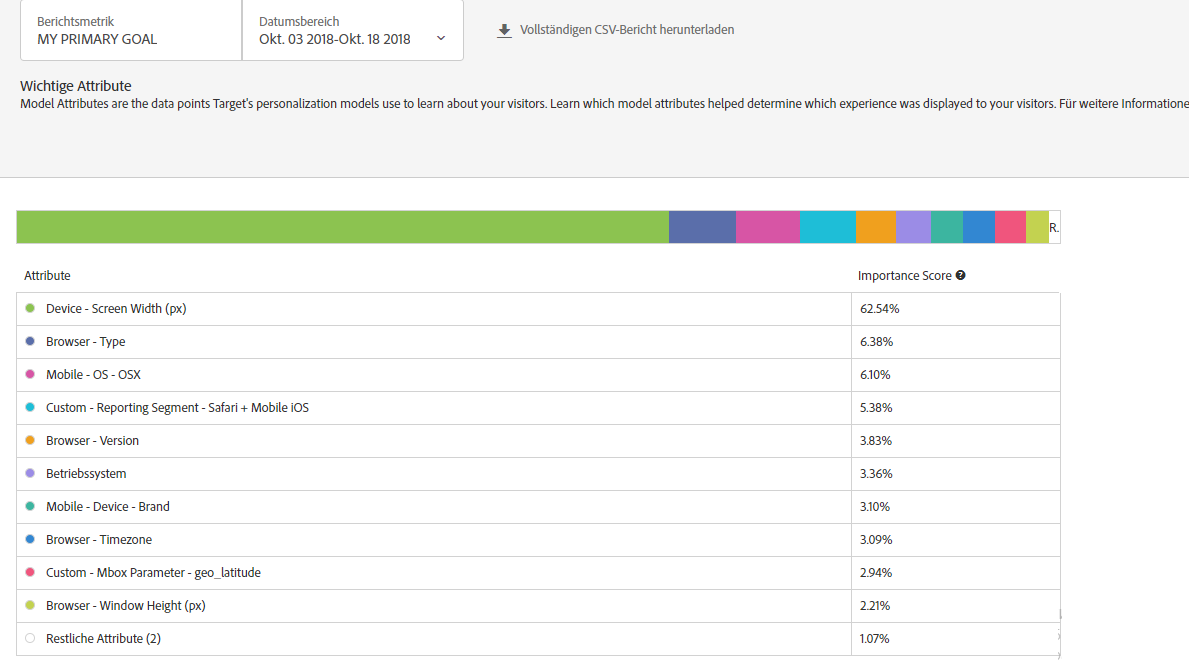 Berichtsmetrik
MY PRIMARY GOAL
Datumsbereich
Okt. 03 2018-Okt. 18 2018
Vollständigen CSV-Bericht herunterladen
Wichtige Attribute
Model Attributes are the data points Target's personalization models use to learn about your visitors. Learn which model attributes helped determine which experience was displayed to your visitors. Für weitere Informatione
R.
Attribute Importance Score ?
Device - Screen Width (px) 62.54%
Browser - Type 6.38%
Mobile - OS - OSX 6.10%
Custom - Reporting Segment - Safari + Mobile iOS 5.38%
Browser - Version 3.83%
Betriebssystem 3.36%
Mobile - Device - Brand 3.10%
Browser - Timezone 3.09%
Custom - Mbox Parameter - geo_latitude 2.94%
Browser - Window Height (px) 2.21%
Restliche Attribute (2) 1.07%